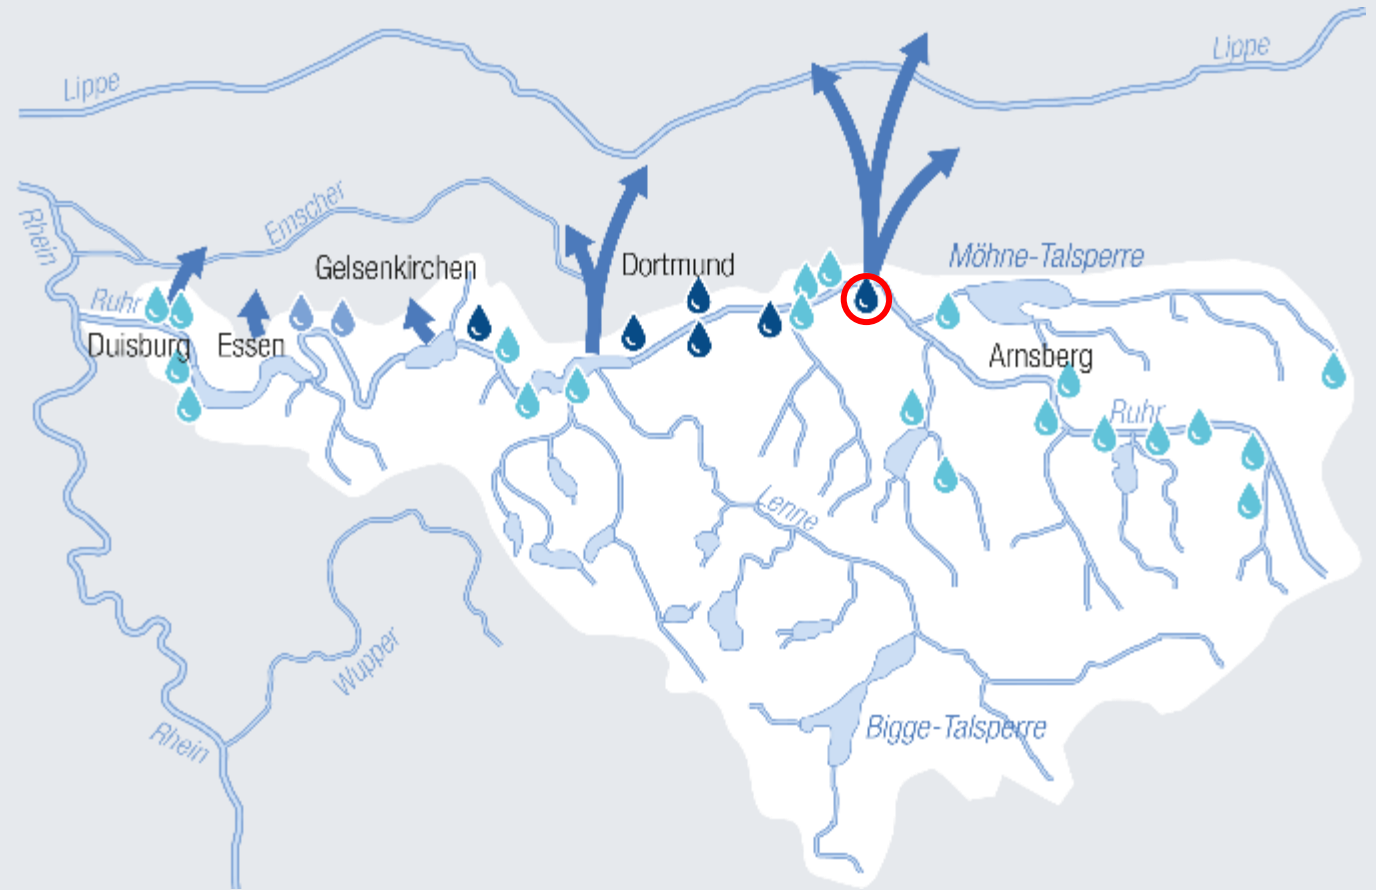 Lippe
Lippe
Rhein
Emscher
Gelsenkirchen
Dortmund
Möhne-Talsperre
Ruhr
Duisburg
Essen
Arnsberg
Ruhr
Lenne
Wupper
Rhein
Bigge-Talsperre